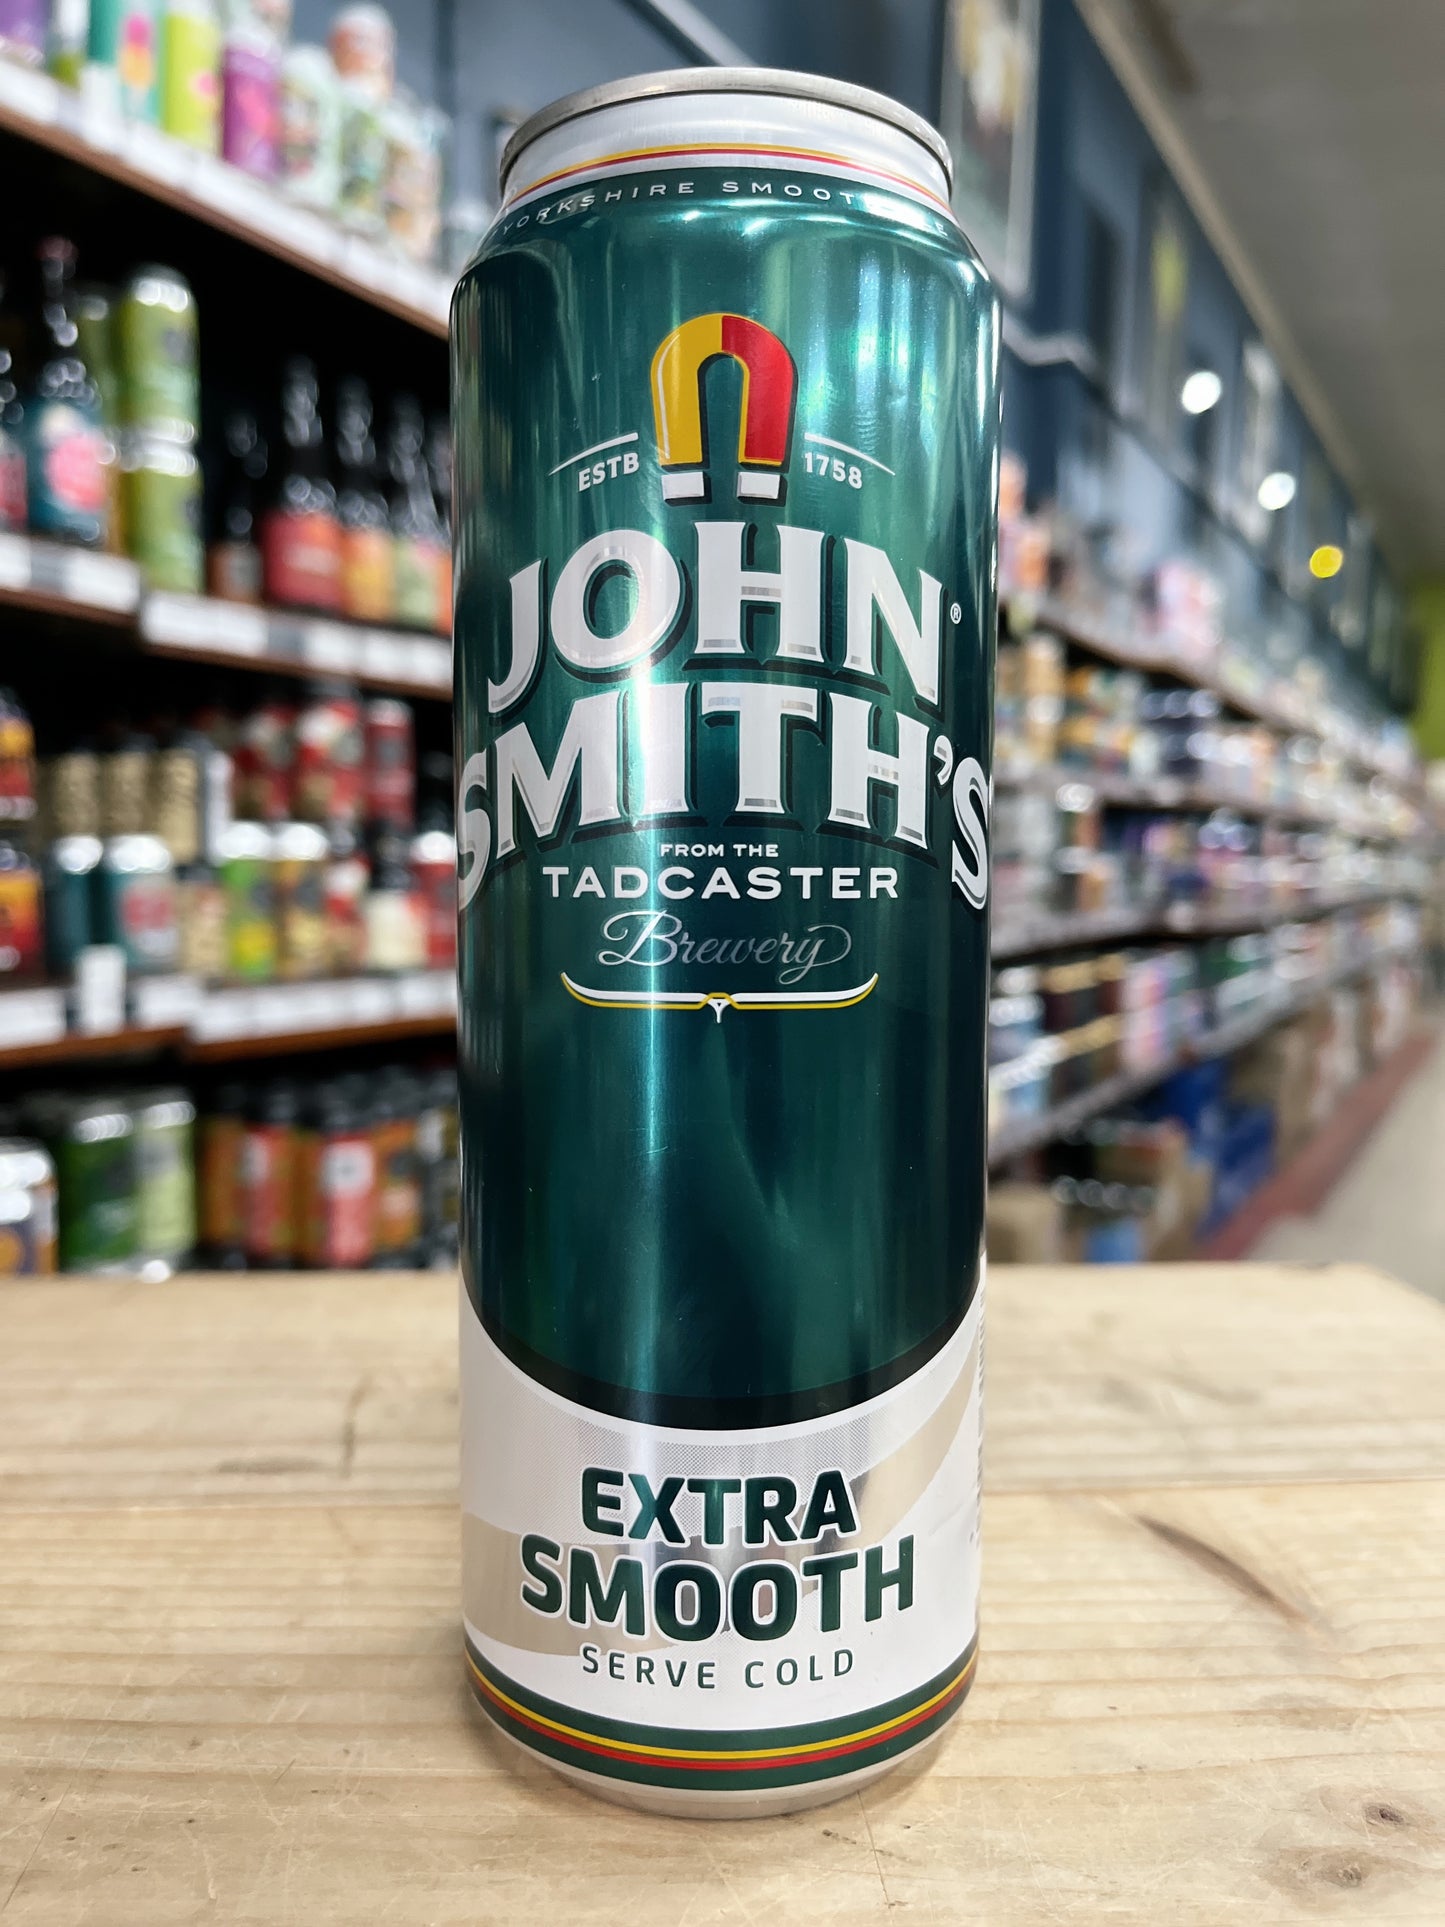 YORKSHIRE SMOOT
ESTB 1758
JOHN®
SMITH'S
FROM THE
TADCASTER
Brewery
EXTRA
SMOOTH
SERVE COLD